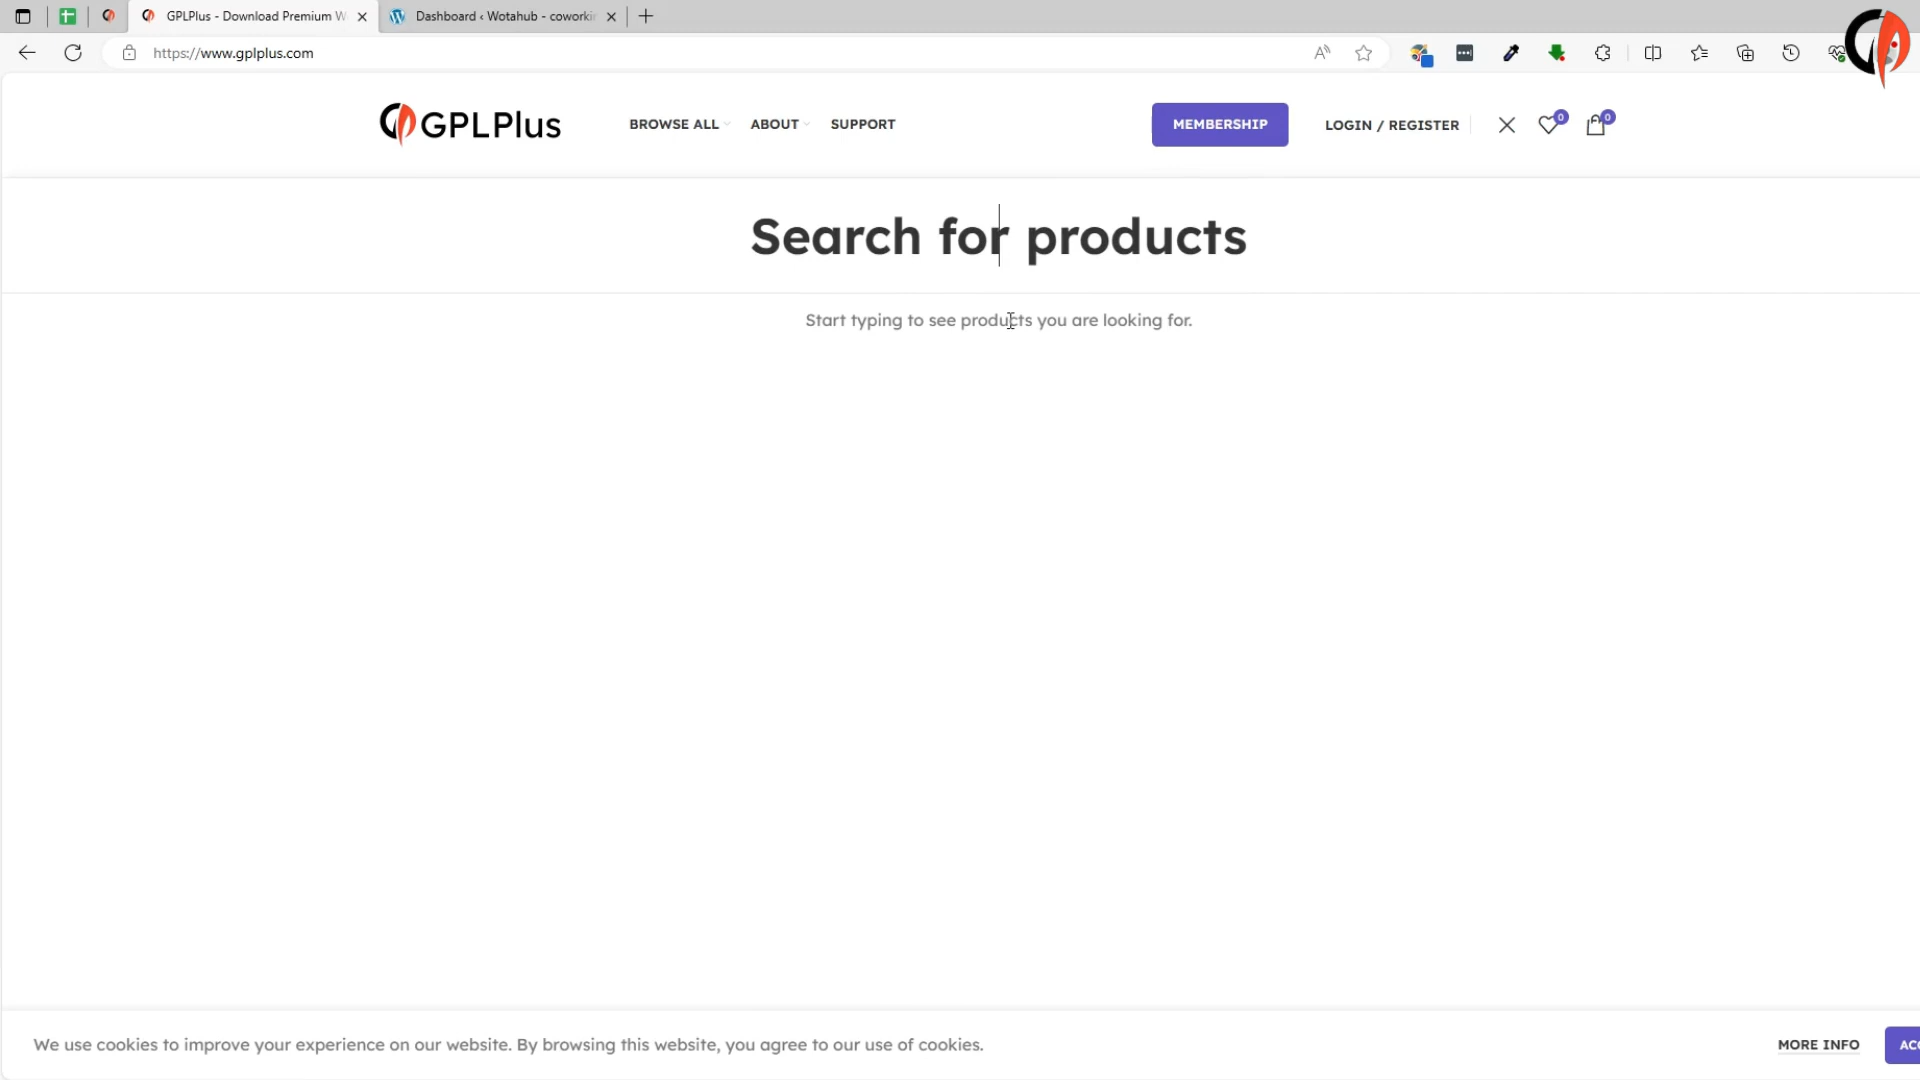 GPLPlus - Download Premium W
Dashboard ‹ Wotahub - coworkin
https://www.gplplus.com
GPLPlus
BROWSE ALL
ABOUT
SUPPORT
MEMBERSHIP
LOGIN / REGISTER
0
0
Search for products
Start typing to see products you are looking for.
We use cookies to improve your experience on our website. By browsing this website, you agree to our use of cookies.
MORE INFO
ACC